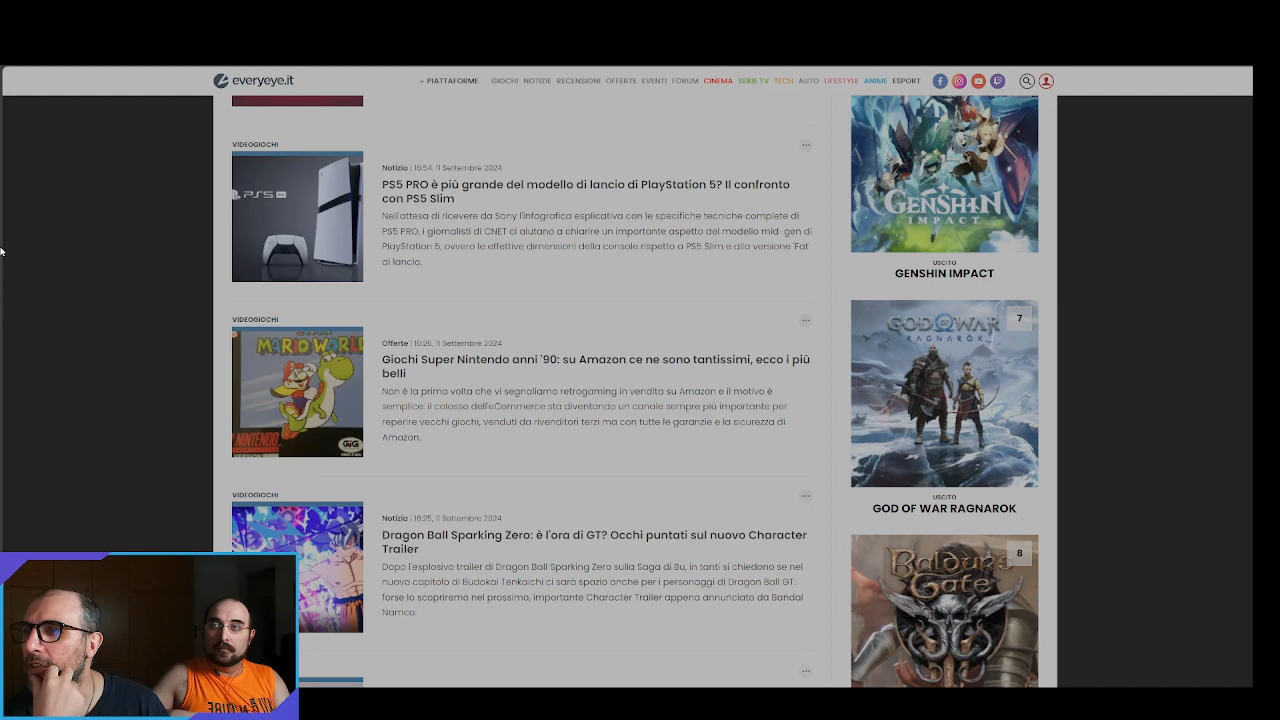 everyeye.it
PIATTAFORME GIOCHI NOTIZIE RECENSIONI OFFERTE EVENTI FORUM CINEMA SERIE TV TECH AUTO LIFESTYLE ANIME ESPORT
VIDEOGIOCHI
PS5 PRO
Notizia | 16:54, 11 Settembre 2024
PS5 PRO è più grande del modello di lancio di PlayStation 5? Il confronto
con PS5 Slim
Nell'attesa di ricevere da Sony l'infografica esplicativa con le specifiche tecniche complete di
PS5 PRO, i giornalisti di CNET ci aiutano a chiarire un importante aspetto del modello mid- gen di
PlayStation 5, ovvero le effettive dimensioni della console rispetto a PS5 Slim e alla versione 'Fat'
di lancio.
VIDEOGIOCHI
MARIO WORLD
NINTENDO
Offerte | 16:26, 11 Settembre 2024
Giochi Super Nintendo anni '90: su Amazon ce ne sono tantissimi, ecco i più
belli
Non è la prima volta che vi segnaliamo retrogaming in vendita su Amazon e il motivo è
semplice: il colosso dell'eCommerce sta diventando un canale sempre più importante per
reperire vecchi giochi, venduti da rivenditori terzi ma con tutte le garanzie e la sicurezza di
Amazon.
VIDEOGIOCHI
Notizia | 16:25, 11 Settembre 2024
Dragon Ball Sparking Zero: è l'ora di GT? Occhi puntati sul nuovo Character
Trailer
Dopo l'esplosivo trailer di Dragon Ball Sparking Zero sulla Saga di Bu, in tanti si chiedono se nel
nuovo capitolo di Budokai Tenkaichi ci sarà spazio anche per i personaggi di Dragon Ball GT:
forse lo scopriremo nel prossimo, importante Character Trailer appena annunciato da Bandai
Namco.
GENSHIN
IMPACT
USCITO
GENSHIN IMPACT
7
GOD OF WAR
RAGNARÖK
USCITO
GOD OF WAR RAGNAROK
8
Baldur's
Gate